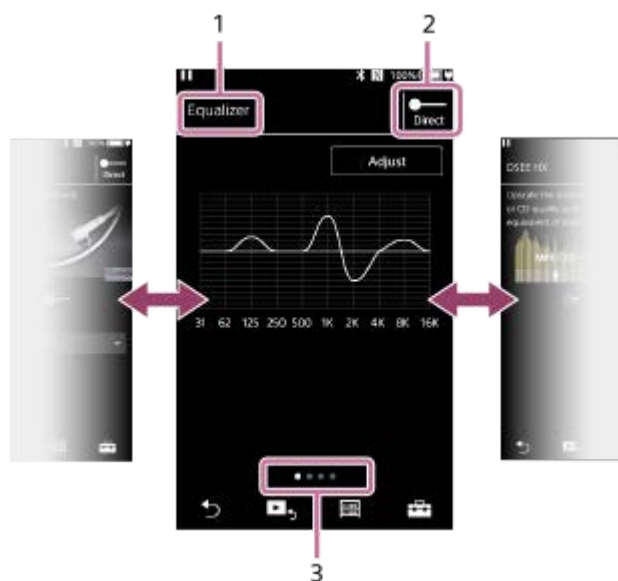 1
2
100%
Equalizer
Direct
Direct
DSEE HX
Adjust
31 62 125 250 500 1K 2K 4K 8K 16K
3